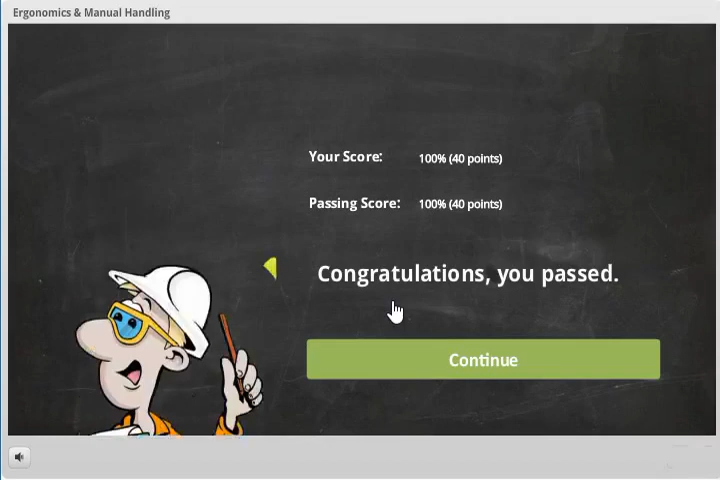 Ergonomics & Manual Handling
Your Score: 100% (40 points)
Passing Score: 100% (40 points)
Congratulations, you passed.
Continue